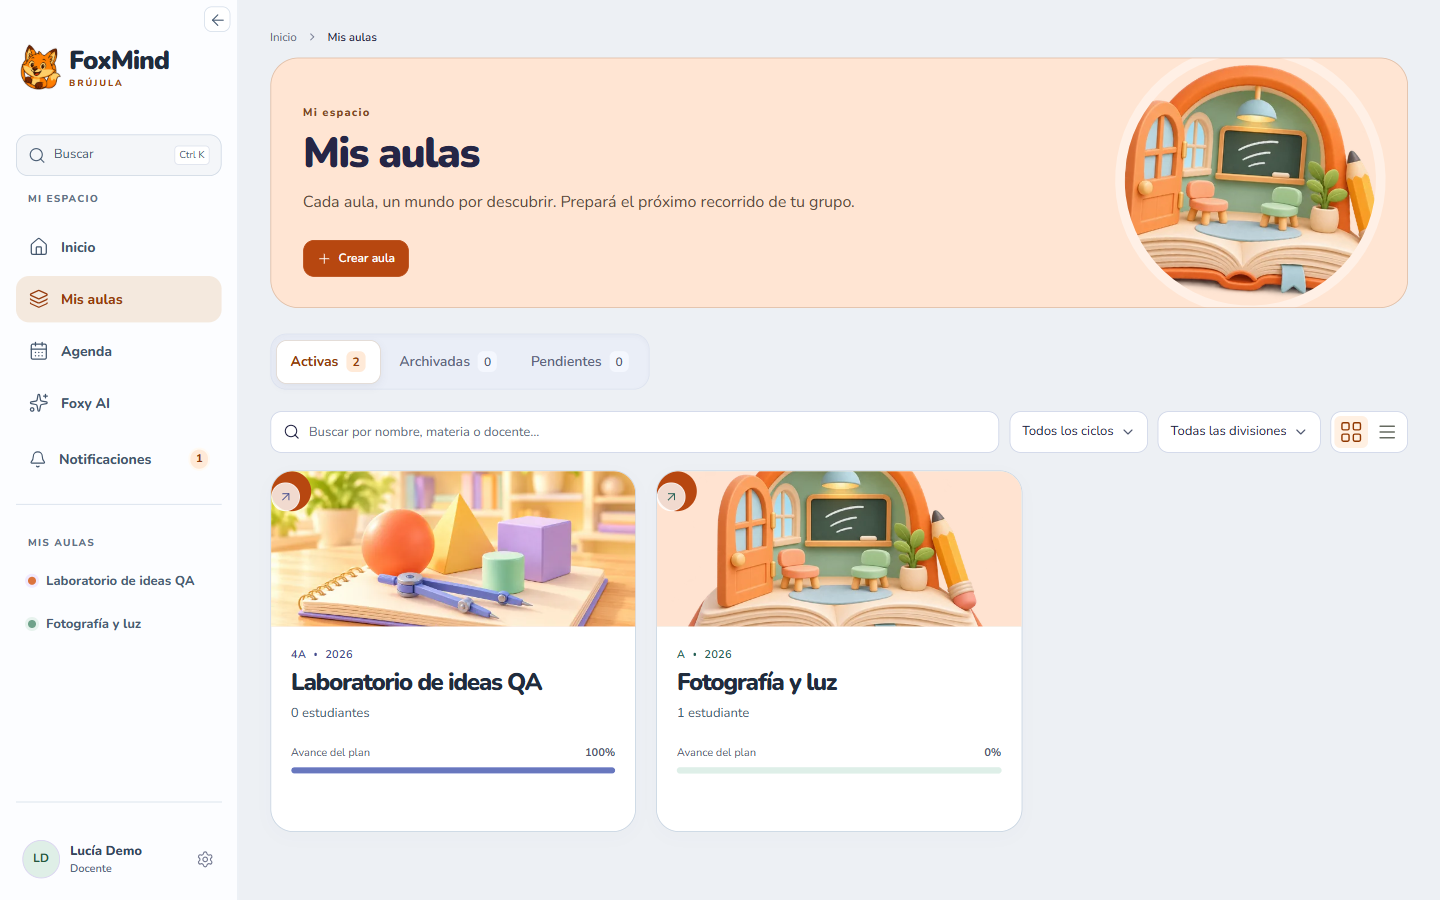 FoxMind
BRÚJULA
Buscar
Ctrl K
MI ESPACIO
Inicio
Mis aulas
Agenda
Foxy AI
Notificaciones
1
MIS AULAS
Laboratorio de ideas QA
Fotografía y luz
LD
Lucía Demo
Docente
Inicio
Mis aulas
Mi espacio
Mis aulas
Cada aula, un mundo por descubrir. Prepará el próximo recorrido de tu grupo.
Crear aula
Activas 2
Archivadas 0
Pendientes 0
Buscar por nombre, materia o docente...
Todos los ciclos
Todas las divisiones
4A • 2026
Laboratorio de ideas QA
0 estudiantes
Avance del plan 100%
A • 2026
Fotografía y luz
1 estudiante
Avance del plan 0%